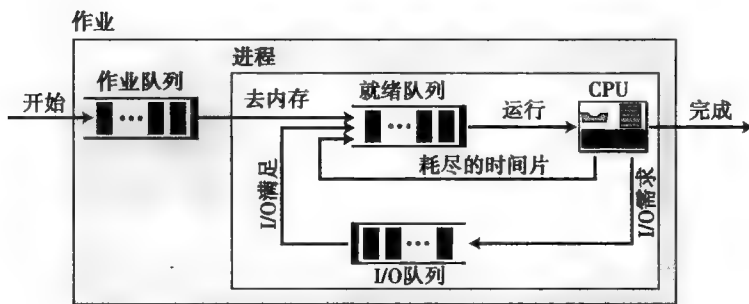 作业
进程
作业队列
就绪队列
CPU
开始
去内存
运行
完成
耗尽的时间片
I/O满足
I/O需求
I/O队列